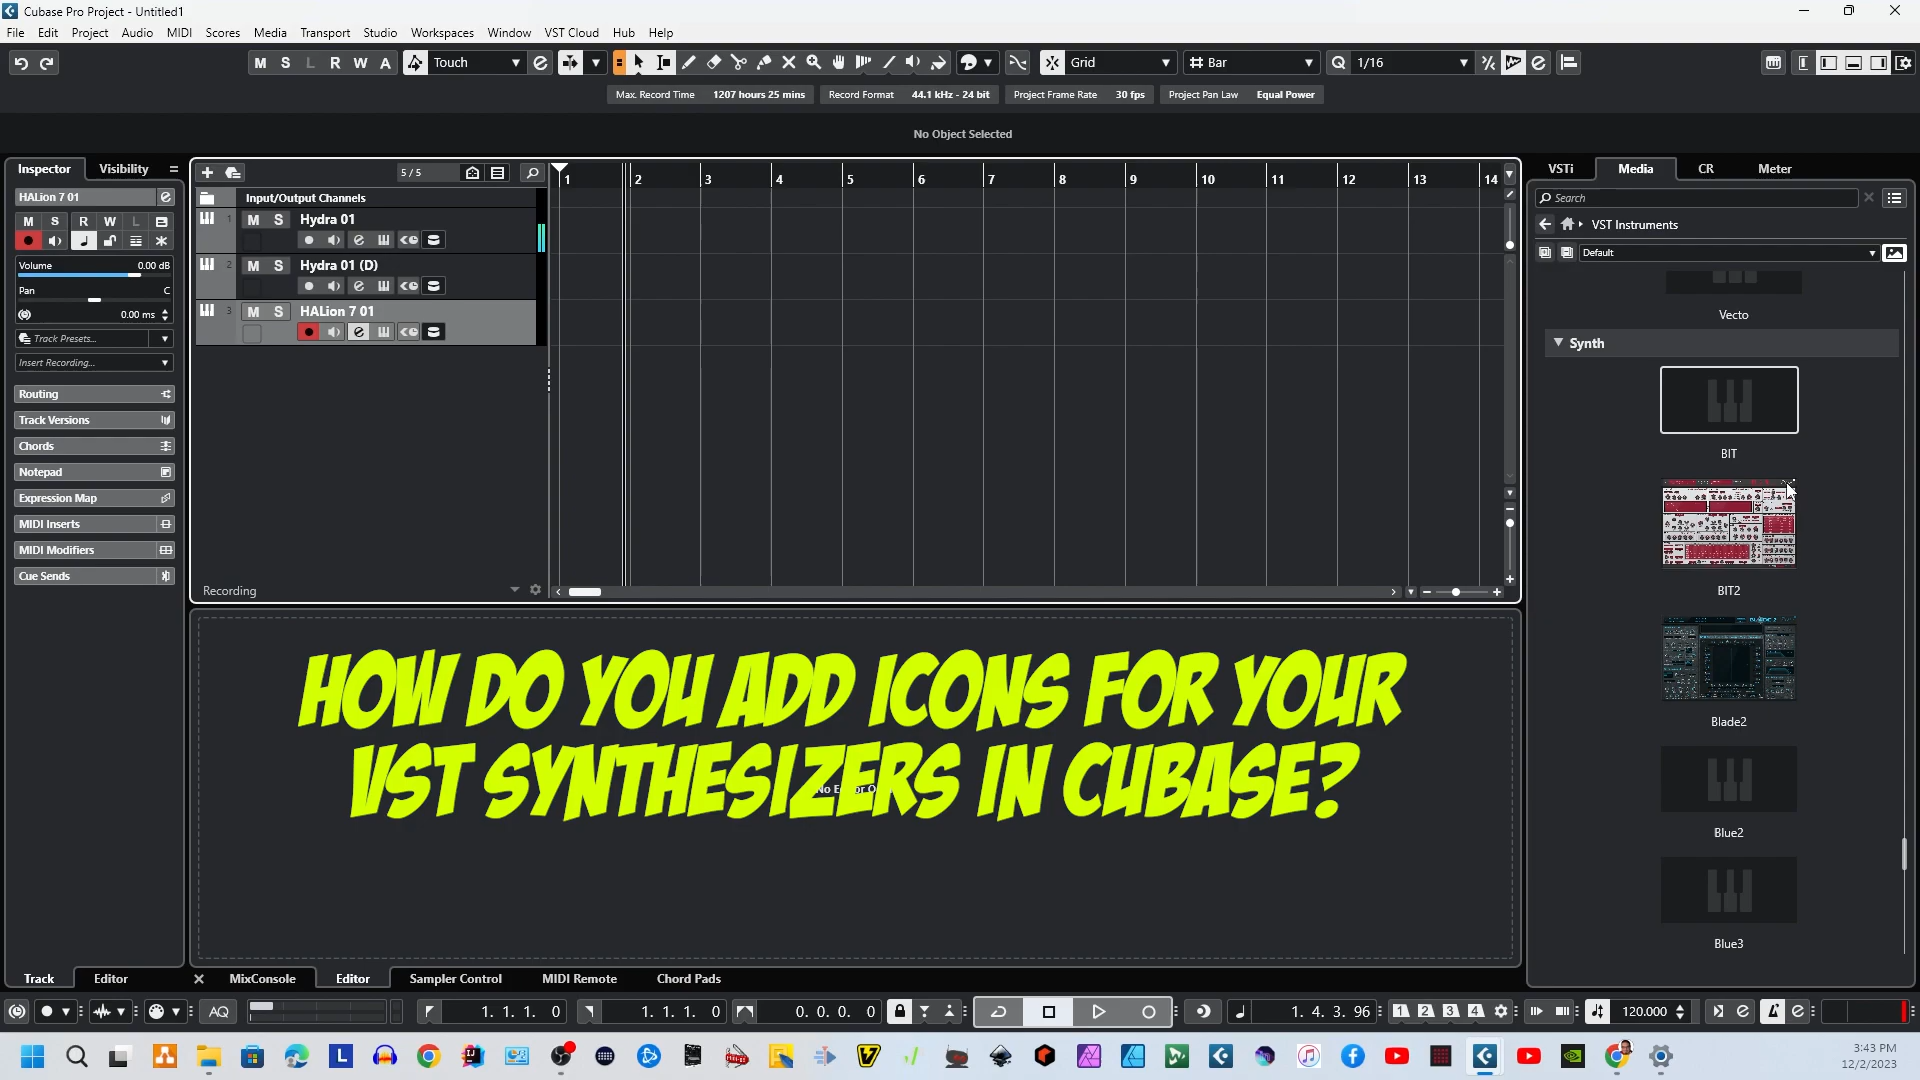 Cubase Pro Project - Untitled1
File Edit Project Audio MIDI Scores Media Transport Studio Workspaces Window VST Cloud Hub Help
M S L R W A Touch Grid Bar Q 1/16
Max. Record Time 1207 hours 25 mins Record Format 44.1 kHz - 24 bit Project Frame Rate 30 fps Project Pan Law Equal Power
No Object Selected
Inspector Visibility
HALion 7 01
M S R W L
Volume 0.00 dB
Pan C
0.00 ms
Track Presets...
Insert Recording...
Routing
Track Versions
Chords
Notepad
Expression Map
MIDI Inserts
MIDI Modifiers
Cue Sends
5 / 5
1 2 3 4 5 6 7 8 9 10 11 12 13 14
Input/Output Channels
1 M S Hydra 01
2 M S Hydra 01 (D)
3 M S HALion 7 01
Recording
VSTi Media CR Meter
Search
VST Instruments
Default
Vecto
Synth
BIT
BIT2
Blade2
Blue2
Blue3
HOW DO YOU ADD ICONS FOR YOUR
VST SYNTHESIZERS IN CUBASE?
Track Editor
MixConsole Editor Sampler Control MIDI Remote Chord Pads
AQ 1. 1. 1. 0 1. 1. 1. 0 0. 0. 0. 0 1. 4. 3. 96 1 2 3 4 120.000
3:43 PM
12/2/2023